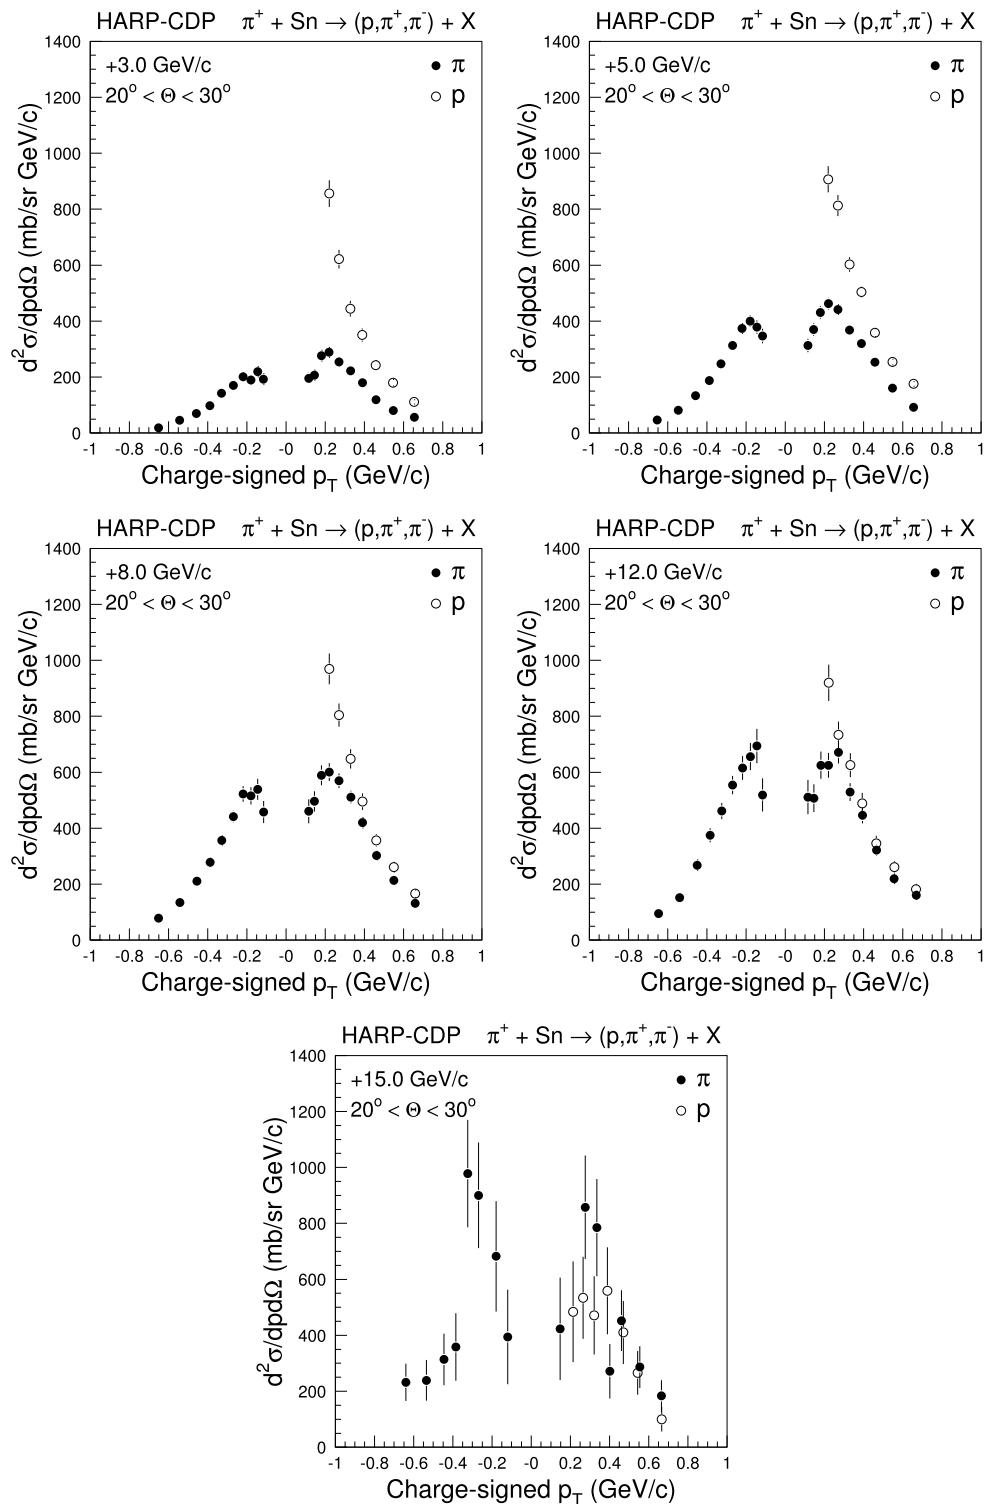 HARP-CDP π⁺ + Sn → (p,π⁺,π⁻) + X
+3.0 GeV/c
20° < Θ < 30°
π
p
d²σ/dpdΩ (mb/sr GeV/c)
0
200
400
600
800
1000
1200
1400
-1 -0.8 -0.6 -0.4 -0.2 -0 0.2 0.4 0.6 0.8 1
Charge-signed p_T (GeV/c)
HARP-CDP π⁺ + Sn → (p,π⁺,π⁻) + X
+5.0 GeV/c
20° < Θ < 30°
π
p
d²σ/dpdΩ (mb/sr GeV/c)
0
200
400
600
800
1000
1200
1400
-1 -0.8 -0.6 -0.4 -0.2 -0 0.2 0.4 0.6 0.8 1
Charge-signed p_T (GeV/c)
HARP-CDP π⁺ + Sn → (p,π⁺,π⁻) + X
+8.0 GeV/c
20° < Θ < 30°
π
p
d²σ/dpdΩ (mb/sr GeV/c)
0
200
400
600
800
1000
1200
1400
-1 -0.8 -0.6 -0.4 -0.2 -0 0.2 0.4 0.6 0.8 1
Charge-signed p_T (GeV/c)
HARP-CDP π⁺ + Sn → (p,π⁺,π⁻) + X
+12.0 GeV/c
20° < Θ < 30°
π
p
d²σ/dpdΩ (mb/sr GeV/c)
0
200
400
600
800
1000
1200
1400
-1 -0.8 -0.6 -0.4 -0.2 -0 0.2 0.4 0.6 0.8 1
Charge-signed p_T (GeV/c)
HARP-CDP π⁺ + Sn → (p,π⁺,π⁻) + X
+15.0 GeV/c
20° < Θ < 30°
π
p
d²σ/dpdΩ (mb/sr GeV/c)
0
200
400
600
800
1000
1200
1400
-1 -0.8 -0.6 -0.4 -0.2 -0 0.2 0.4 0.6 0.8 1
Charge-signed p_T (GeV/c)